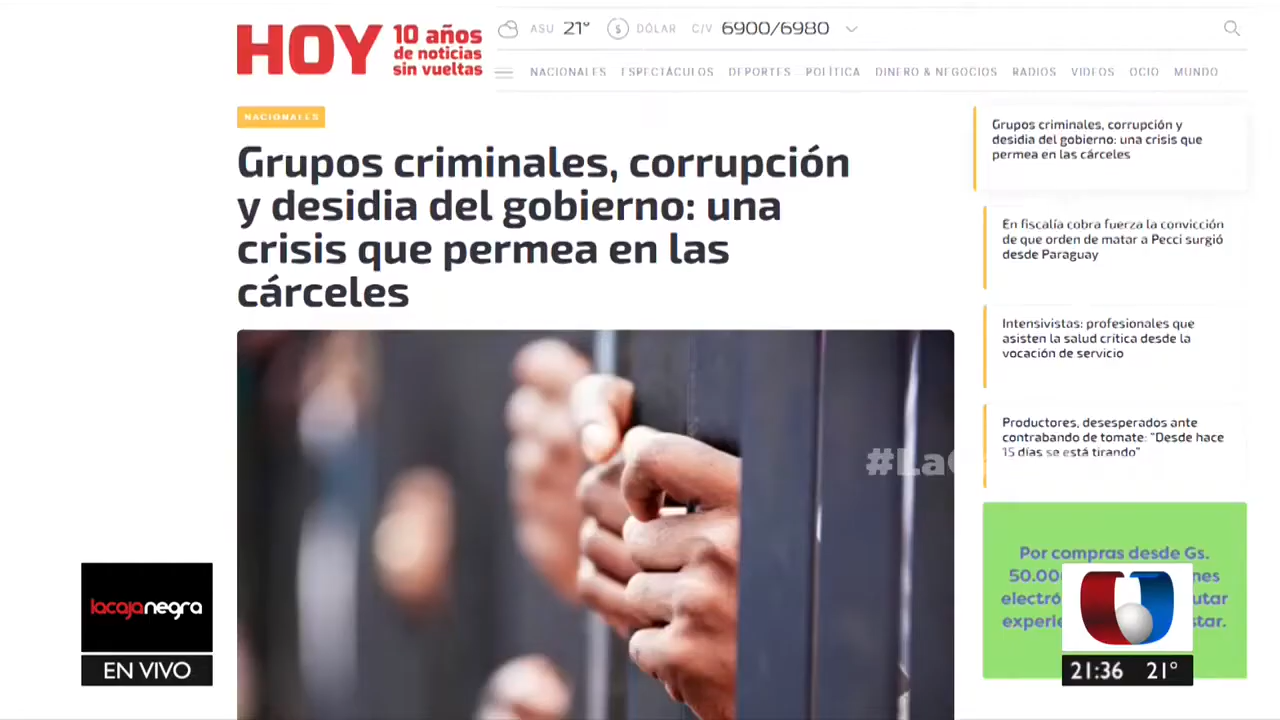 HOY
10 años
de noticias
sin vueltas
ASU 21° $ DÓLAR C/V 6900/6980
NACIONALES ESPECTÁCULOS DEPORTES POLÍTICA DINERO & NEGOCIOS RADIOS VIDEOS OCIO MUNDO
NACIONALES
Grupos criminales, corrupción
y desidia del gobierno: una
crisis que permea en las
cárceles
Grupos criminales, corrupción y
desidia del gobierno: una crisis que
permea en las cárceles
En fiscalía cobra fuerza la convicción
de que orden de matar a Pecci surgió
desde Paraguay
Intensivistas: profesionales que
asisten la salud crítica desde la
vocación de servicio
Productores, desesperados ante
contrabando de tomate: "Desde hace
15 días se está tirando"
Por compras desde Gs.
lacajanegra
EN VIVO
21:36 21°